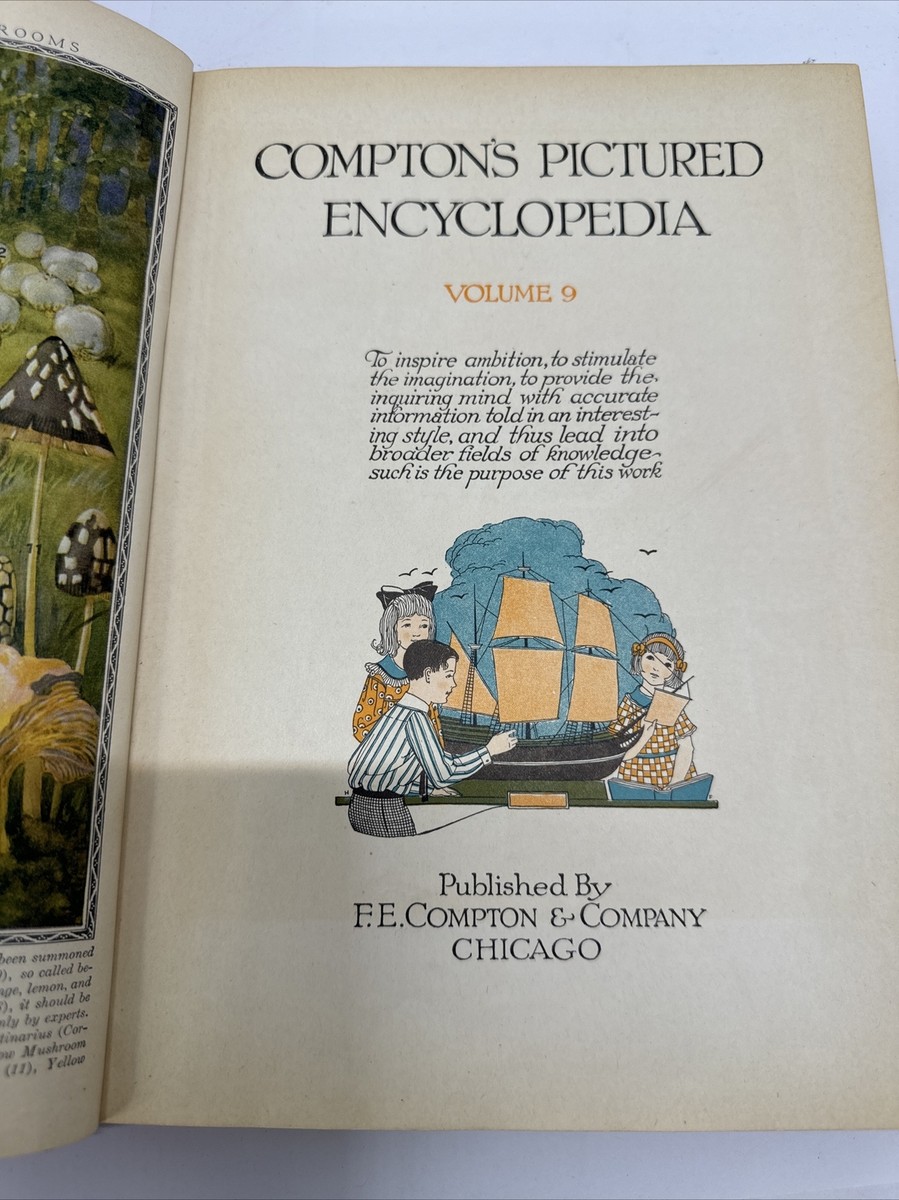 ROOMS
been summoned
so called be-
lemon, and
it should be
only by experts.
(Cor-
Mushroom
(11), Yellow
COMPTON'S PICTURED
ENCYCLOPEDIA
VOLUME 9
To inspire ambition, to stimulate
the imagination, to provide the
inquiring mind with accurate
information told in an interest-
ing style, and thus lead into
broader fields of knowledge~
such is the purpose of this work
Published By
F.E.COMPTON & COMPANY
CHICAGO